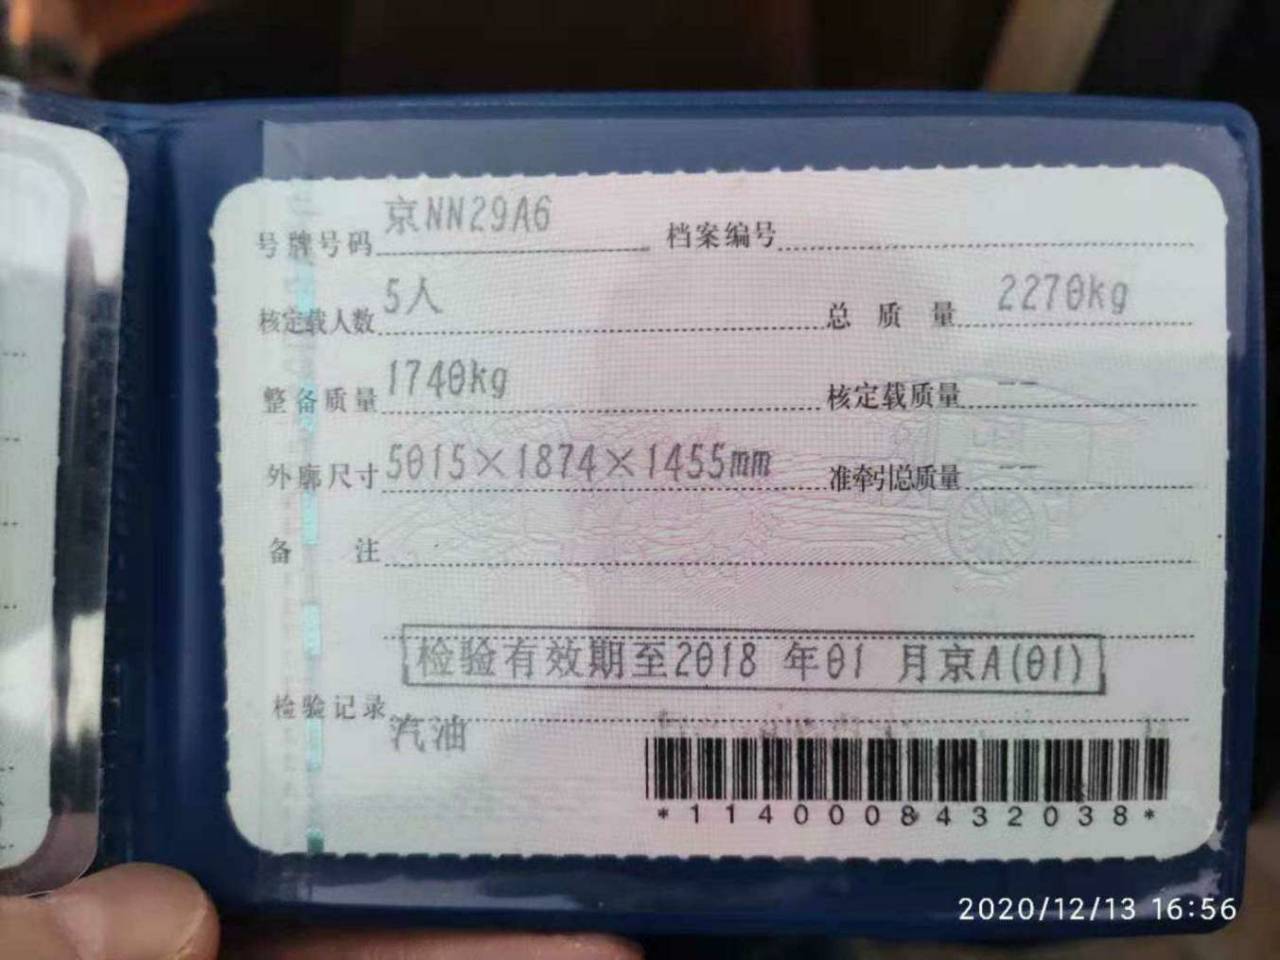 号牌号码 京NN29A6 档案编号
核定载人数 5人 总质量 2270kg
整备质量 1740kg 核定载质量 --
外廓尺寸 5015×1874×1455mm 准牵引总质量 --
备注
检验有效期至2018 年01 月京A(01)
检验记录
汽油
*1140008432038*
2020/12/13 16:56